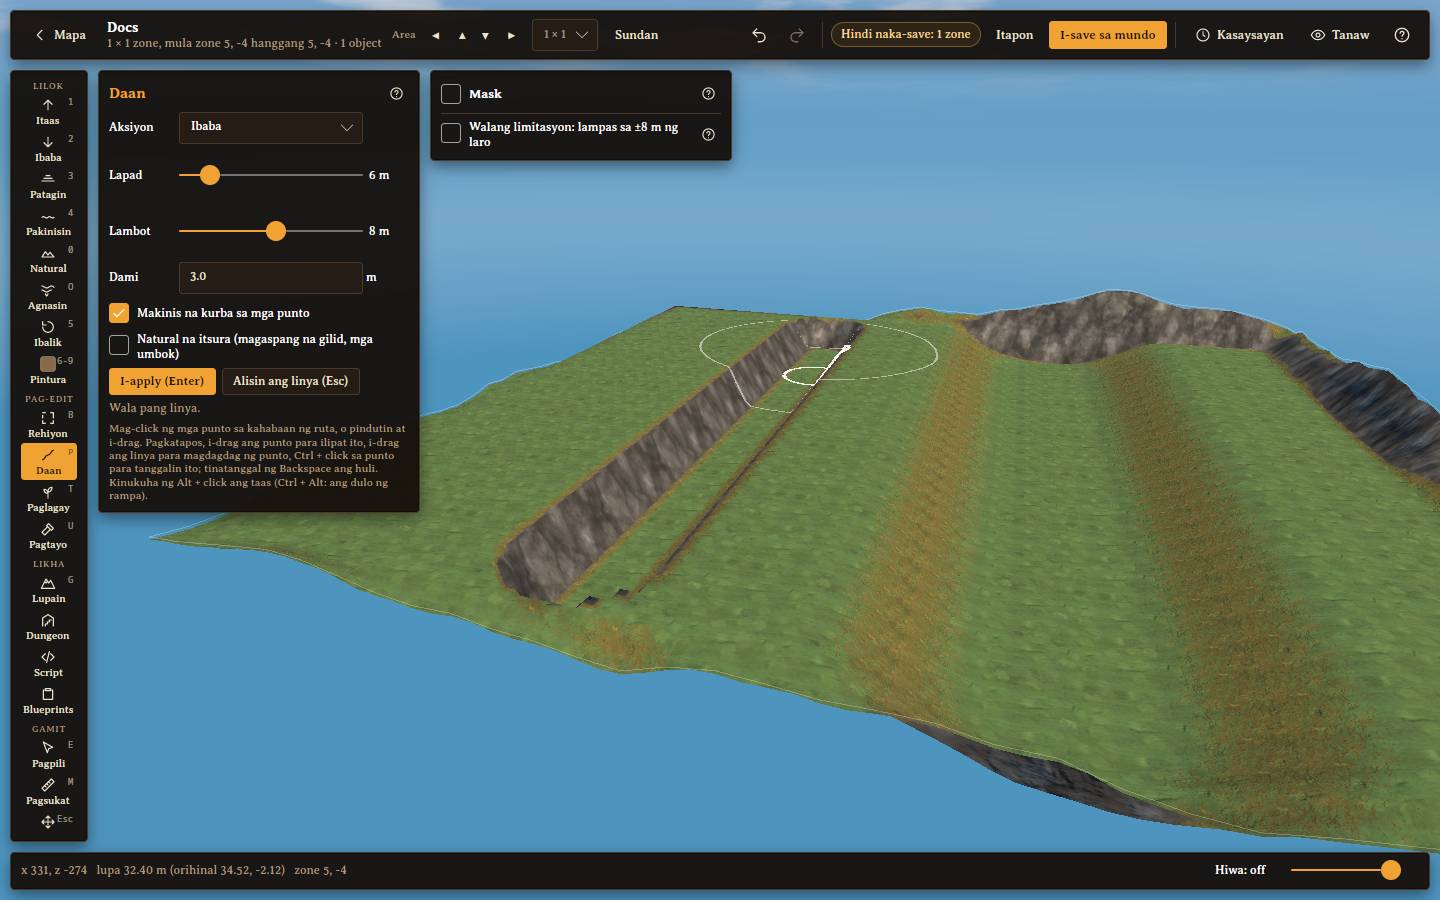 Mapa
Docs
1 × 1 zone, mula zone 5, -4 hanggang 5, -4 · 1 object
Area
1 × 1
Sundan
Hindi naka-save: 1 zone
Itapon
I-save sa mundo
Kasaysayan
Tanaw
LILOK
1
Itaas
2
Ibaba
3
Patagin
4
Pakinisin
0
Natural
O
Agnasin
5
Ibalik
6-9
Pintura
PAG-EDIT
B
Rehiyon
P
Daan
T
Paglagay
U
Pagtayo
LIKHA
G
Lupain
Dungeon
Script
Blueprints
GAMIT
E
Pagpili
M
Pagsukat
Esc
Daan
Aksiyon
Ibaba
Lapad
6 m
Lambot
8 m
Dami
3.0
m
Makinis na kurba sa mga punto
Natural na itsura (magaspang na gilid, mga
umbok)
I-apply (Enter)
Alisin ang linya (Esc)
Wala pang linya.
Mag-click ng mga punto sa kahabaan ng ruta, o pindutin at
i-drag. Pagkatapos, i-drag ang punto para ilipat ito, i-drag
ang linya para magdagdag ng punto, Ctrl + click sa punto
para tanggalin ito; tinatanggal ng Backspace ang huli.
Kinukuha ng Alt + click ang taas (Ctrl + Alt: ang dulo ng
rampa).
Mask
Walang limitasyon: lampas sa ±8 m ng
laro
x 331, z -274 lupa 32.40 m (orihinal 34.52, -2.12) zone 5, -4
Hiwa: off